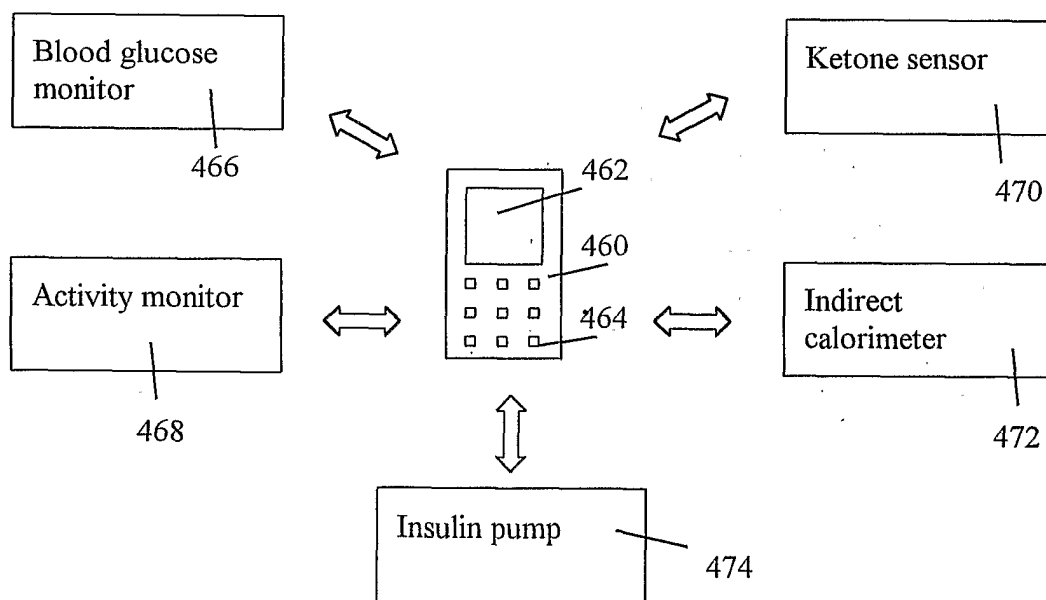 Blood glucose
monitor
466
Ketone sensor
470
462
460
464
Activity monitor
468
Indirect
calorimeter
472
Insulin pump
474